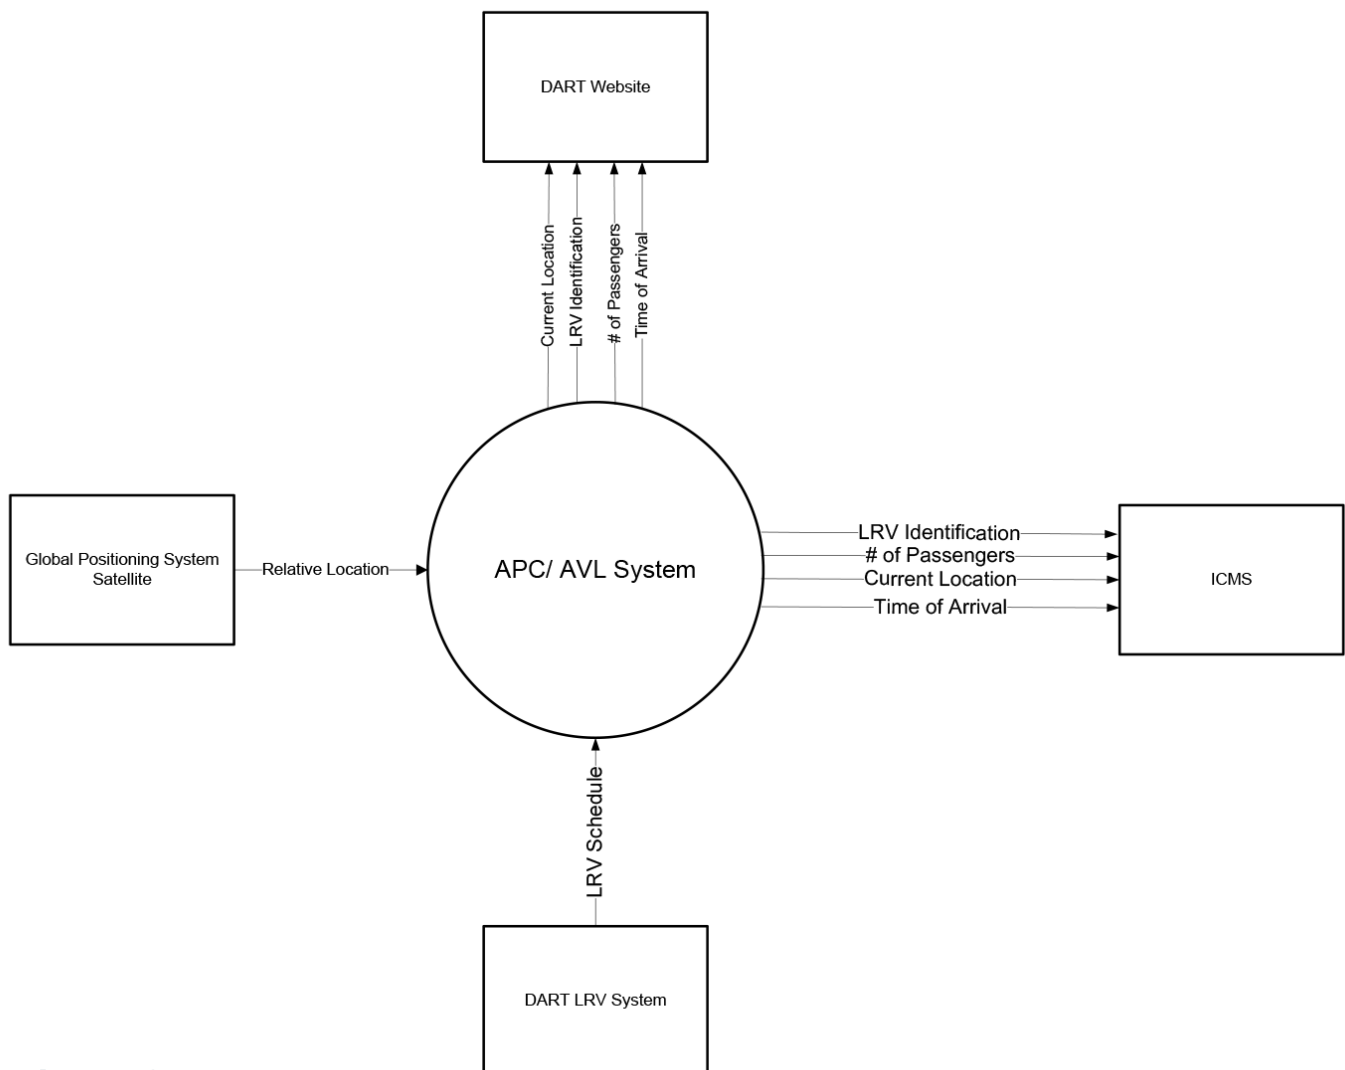 DART Website
Current Location
LRV Identification
# of Passengers
Time of Arrival
Global Positioning System
Satellite
Relative Location
APC/ AVL System
LRV Identification
# of Passengers
Current Location
Time of Arrival
ICMS
LRV Schedule
DART LRV System